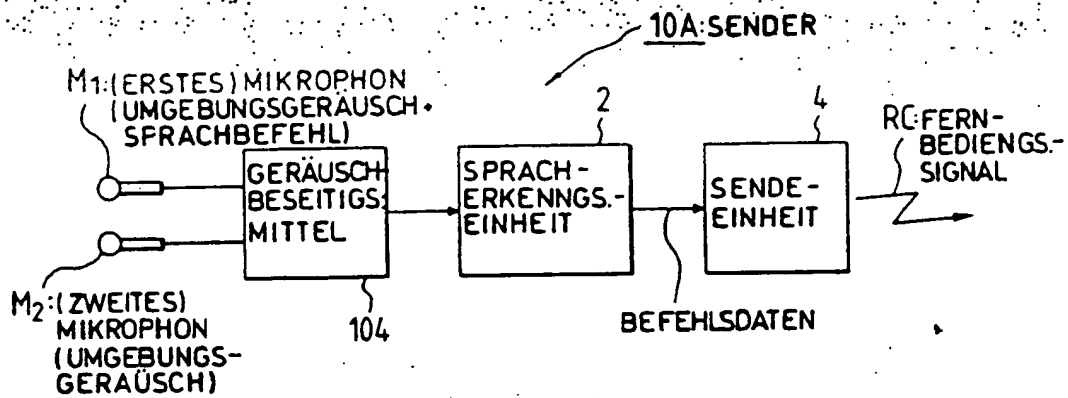 10A:SENDER
M1:(ERSTES) MIKROPHON
(UMGEBUNGSGERÄUSCH+
SPRACHBEFEHL)
GERÄUSCH-
BESEITIGS.
MITTEL
104
2
SPRACH-
ERKENNGS.-
EINHEIT
BEFEHLSDATEN
4
SENDE-
EINHEIT
RC:FERN-
BEDIENGS.-
SIGNAL
M2:(ZWEITES)
MIKROPHON
(UMGEBUNGS-
GERAÜSCH)